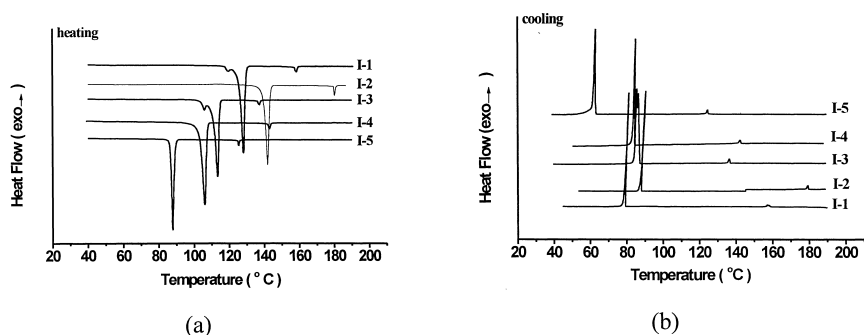 heating
I-1
I-2
I-3
I-4
I-5
Heat Flow ( exo→ )
20 40 60 80 100 120 140 160 180 200
Temperature ( ° C )
(a)
cooling
I-5
I-4
I-3
I-2
I-1
Heat Flow ( exo→ )
20 40 60 80 100 120 140 160 180 200
Temperature ( °C )
(b)